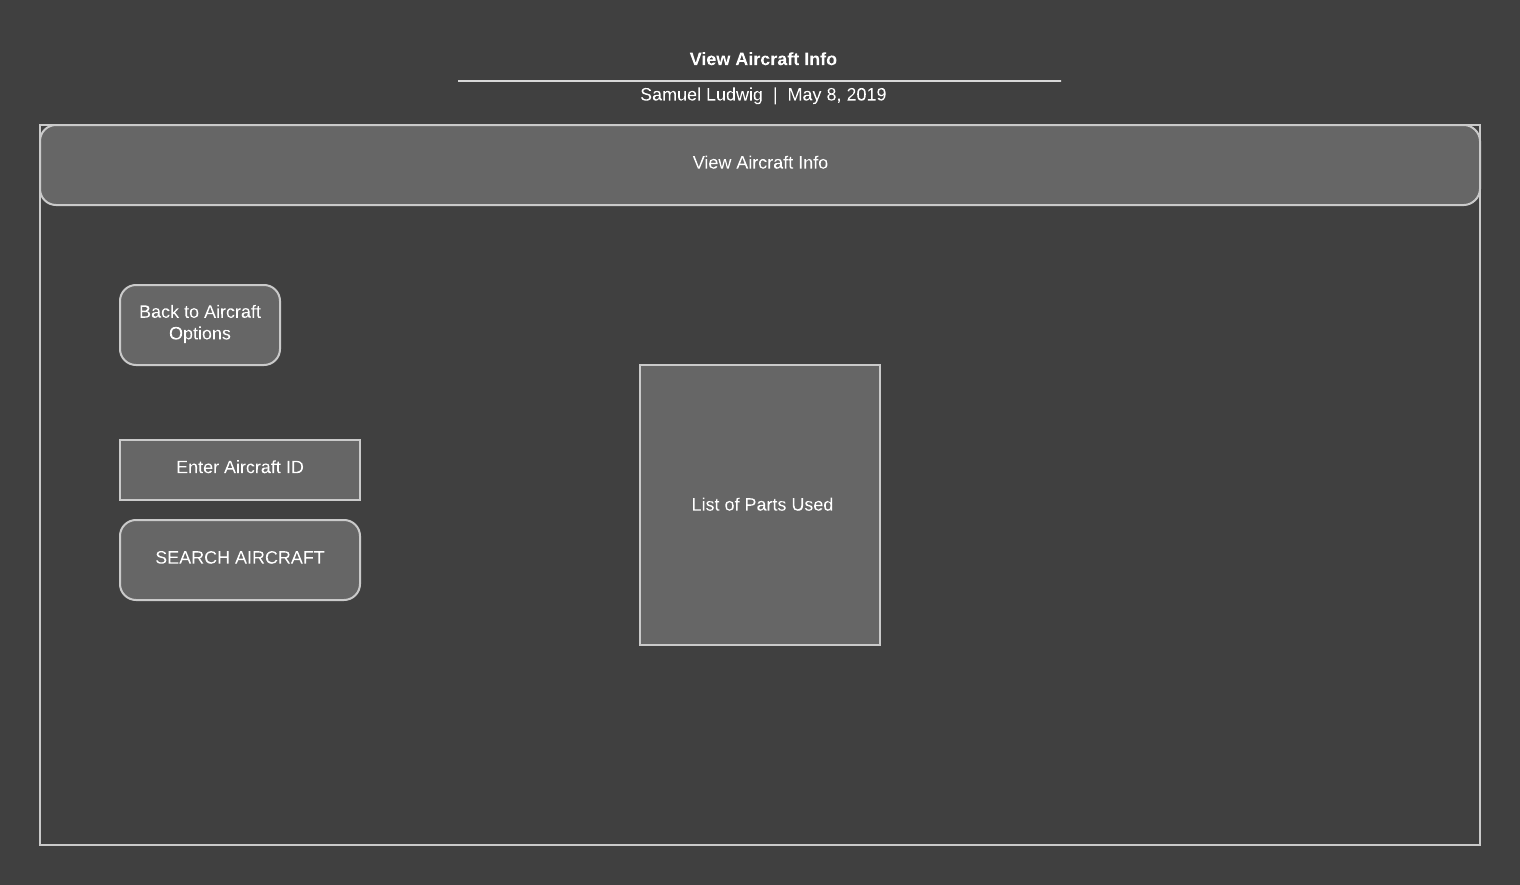 View Aircraft Info
Samuel Ludwig | May 8, 2019
View Aircraft Info
Back to Aircraft
Options
Enter Aircraft ID
SEARCH AIRCRAFT
List of Parts Used